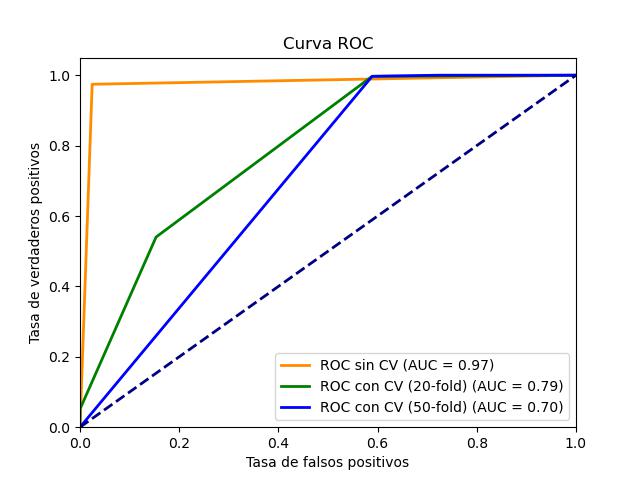 Curva ROC
1.0
0.8
0.6
0.4
0.2
0.0
Tasa de verdaderos positivos
ROC sin CV (AUC = 0.97)
ROC con CV (20-fold) (AUC = 0.79)
ROC con CV (50-fold) (AUC = 0.70)
0.0 0.2 0.4 0.6 0.8 1.0
Tasa de falsos positivos